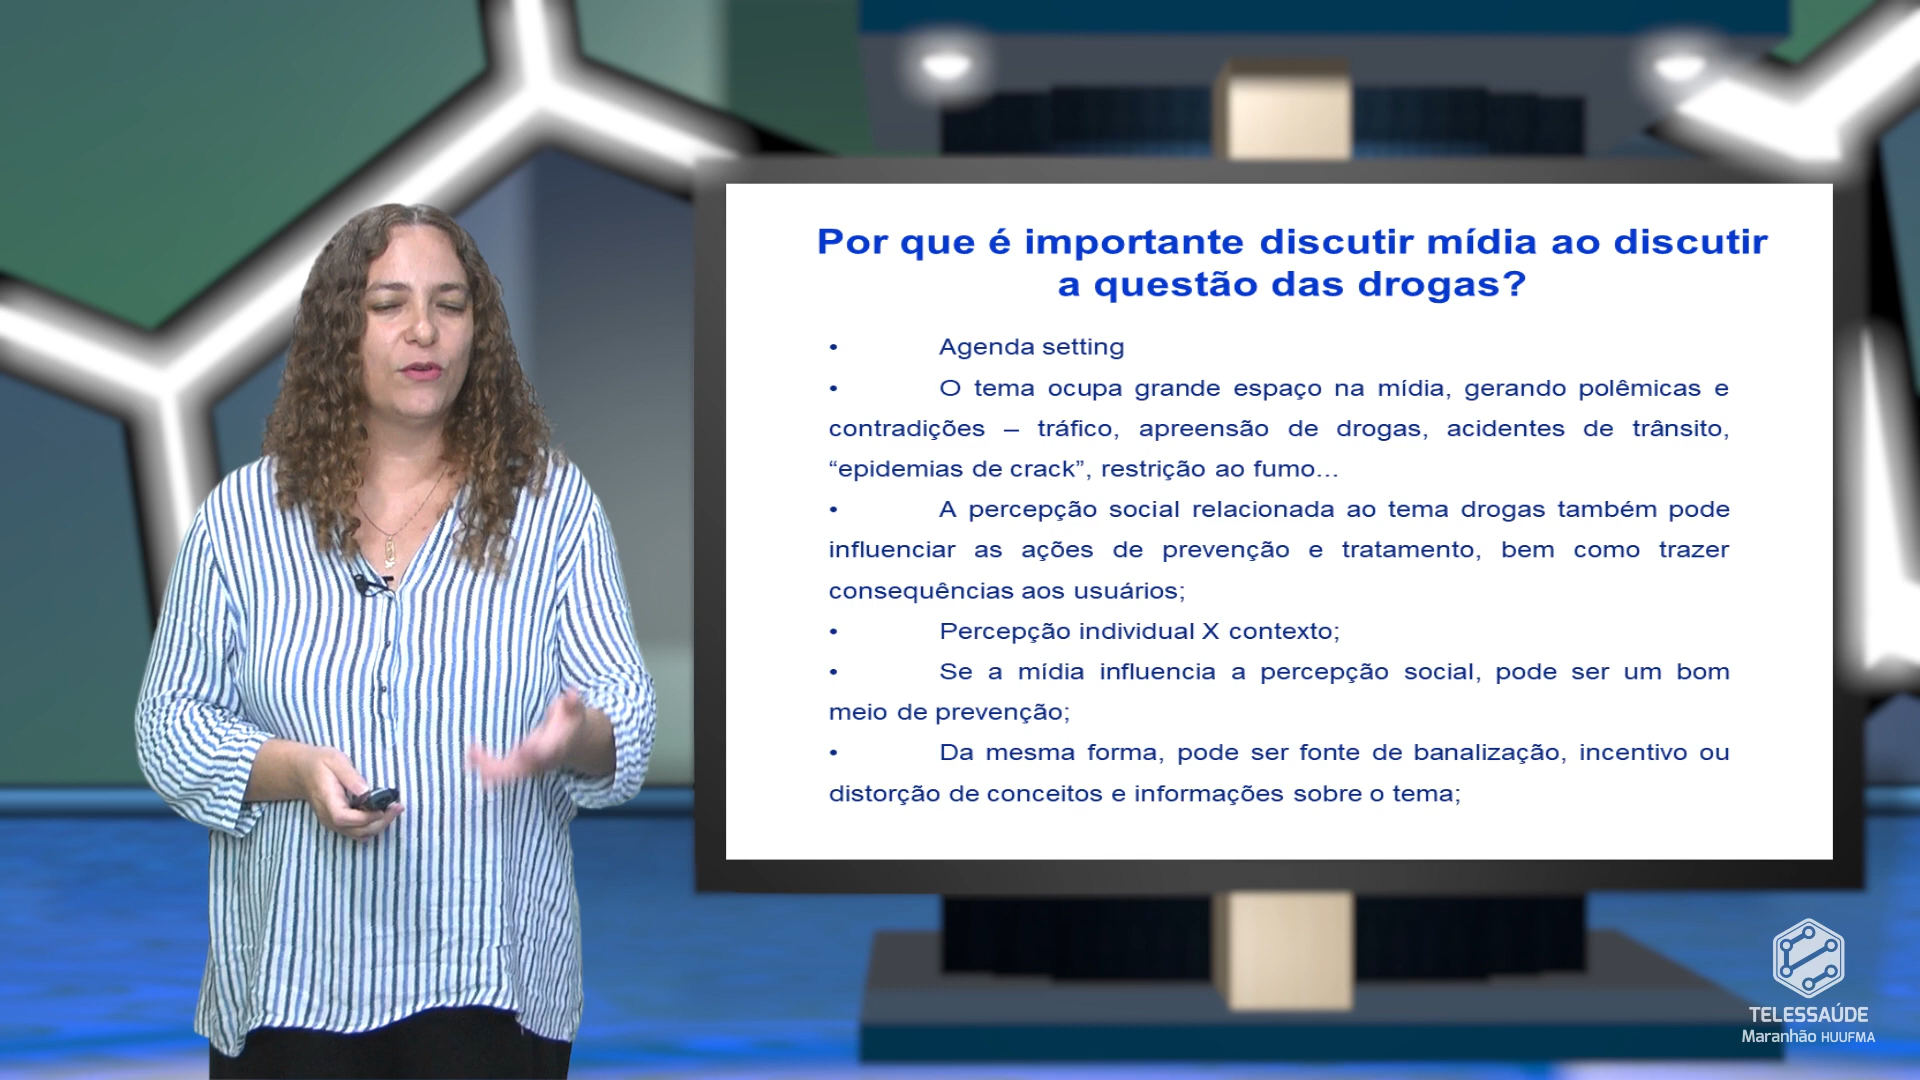 Por que é importante discutir mídia ao discutir
a questão das drogas?
• Agenda setting
• O tema ocupa grande espaço na mídia, gerando polêmicas e
contradições – tráfico, apreensão de drogas, acidentes de trânsito,
“epidemias de crack”, restrição ao fumo...
• A percepção social relacionada ao tema drogas também pode
influenciar as ações de prevenção e tratamento, bem como trazer
consequências aos usuários;
• Percepção individual X contexto;
• Se a mídia influencia a percepção social, pode ser um bom
meio de prevenção;
• Da mesma forma, pode ser fonte de banalização, incentivo ou
distorção de conceitos e informações sobre o tema;
TELESSAÚDE
Maranhão HUUFMA